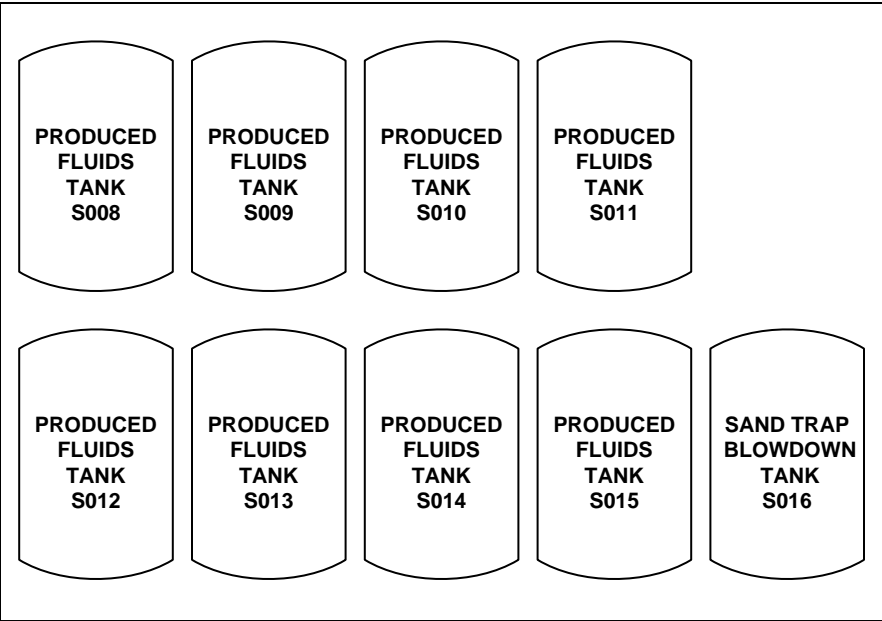 PRODUCED
FLUIDS
TANK
S008
PRODUCED
FLUIDS
TANK
S009
PRODUCED
FLUIDS
TANK
S010
PRODUCED
FLUIDS
TANK
S011
PRODUCED
FLUIDS
TANK
S012
PRODUCED
FLUIDS
TANK
S013
PRODUCED
FLUIDS
TANK
S014
PRODUCED
FLUIDS
TANK
S015
SAND TRAP
BLOWDOWN
TANK
S016